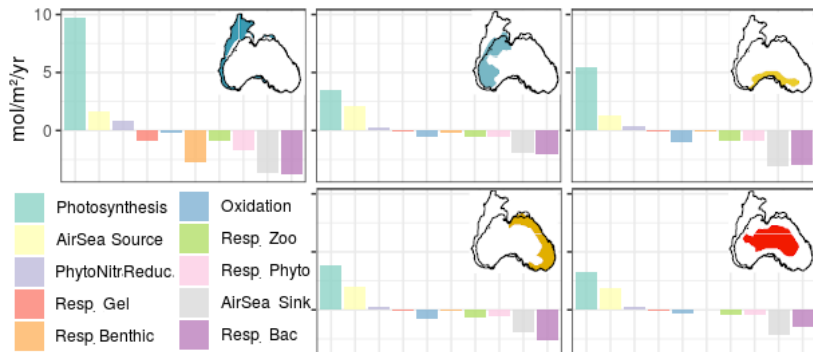 10
5
0
mol/m²/yr
Photosynthesis
AirSea Source
PhytoNitrReduc.
Resp. Gel
Resp. Benthic
Oxidation
Resp. Zoo
Resp. Phyto
AirSea Sink
Resp. Bac